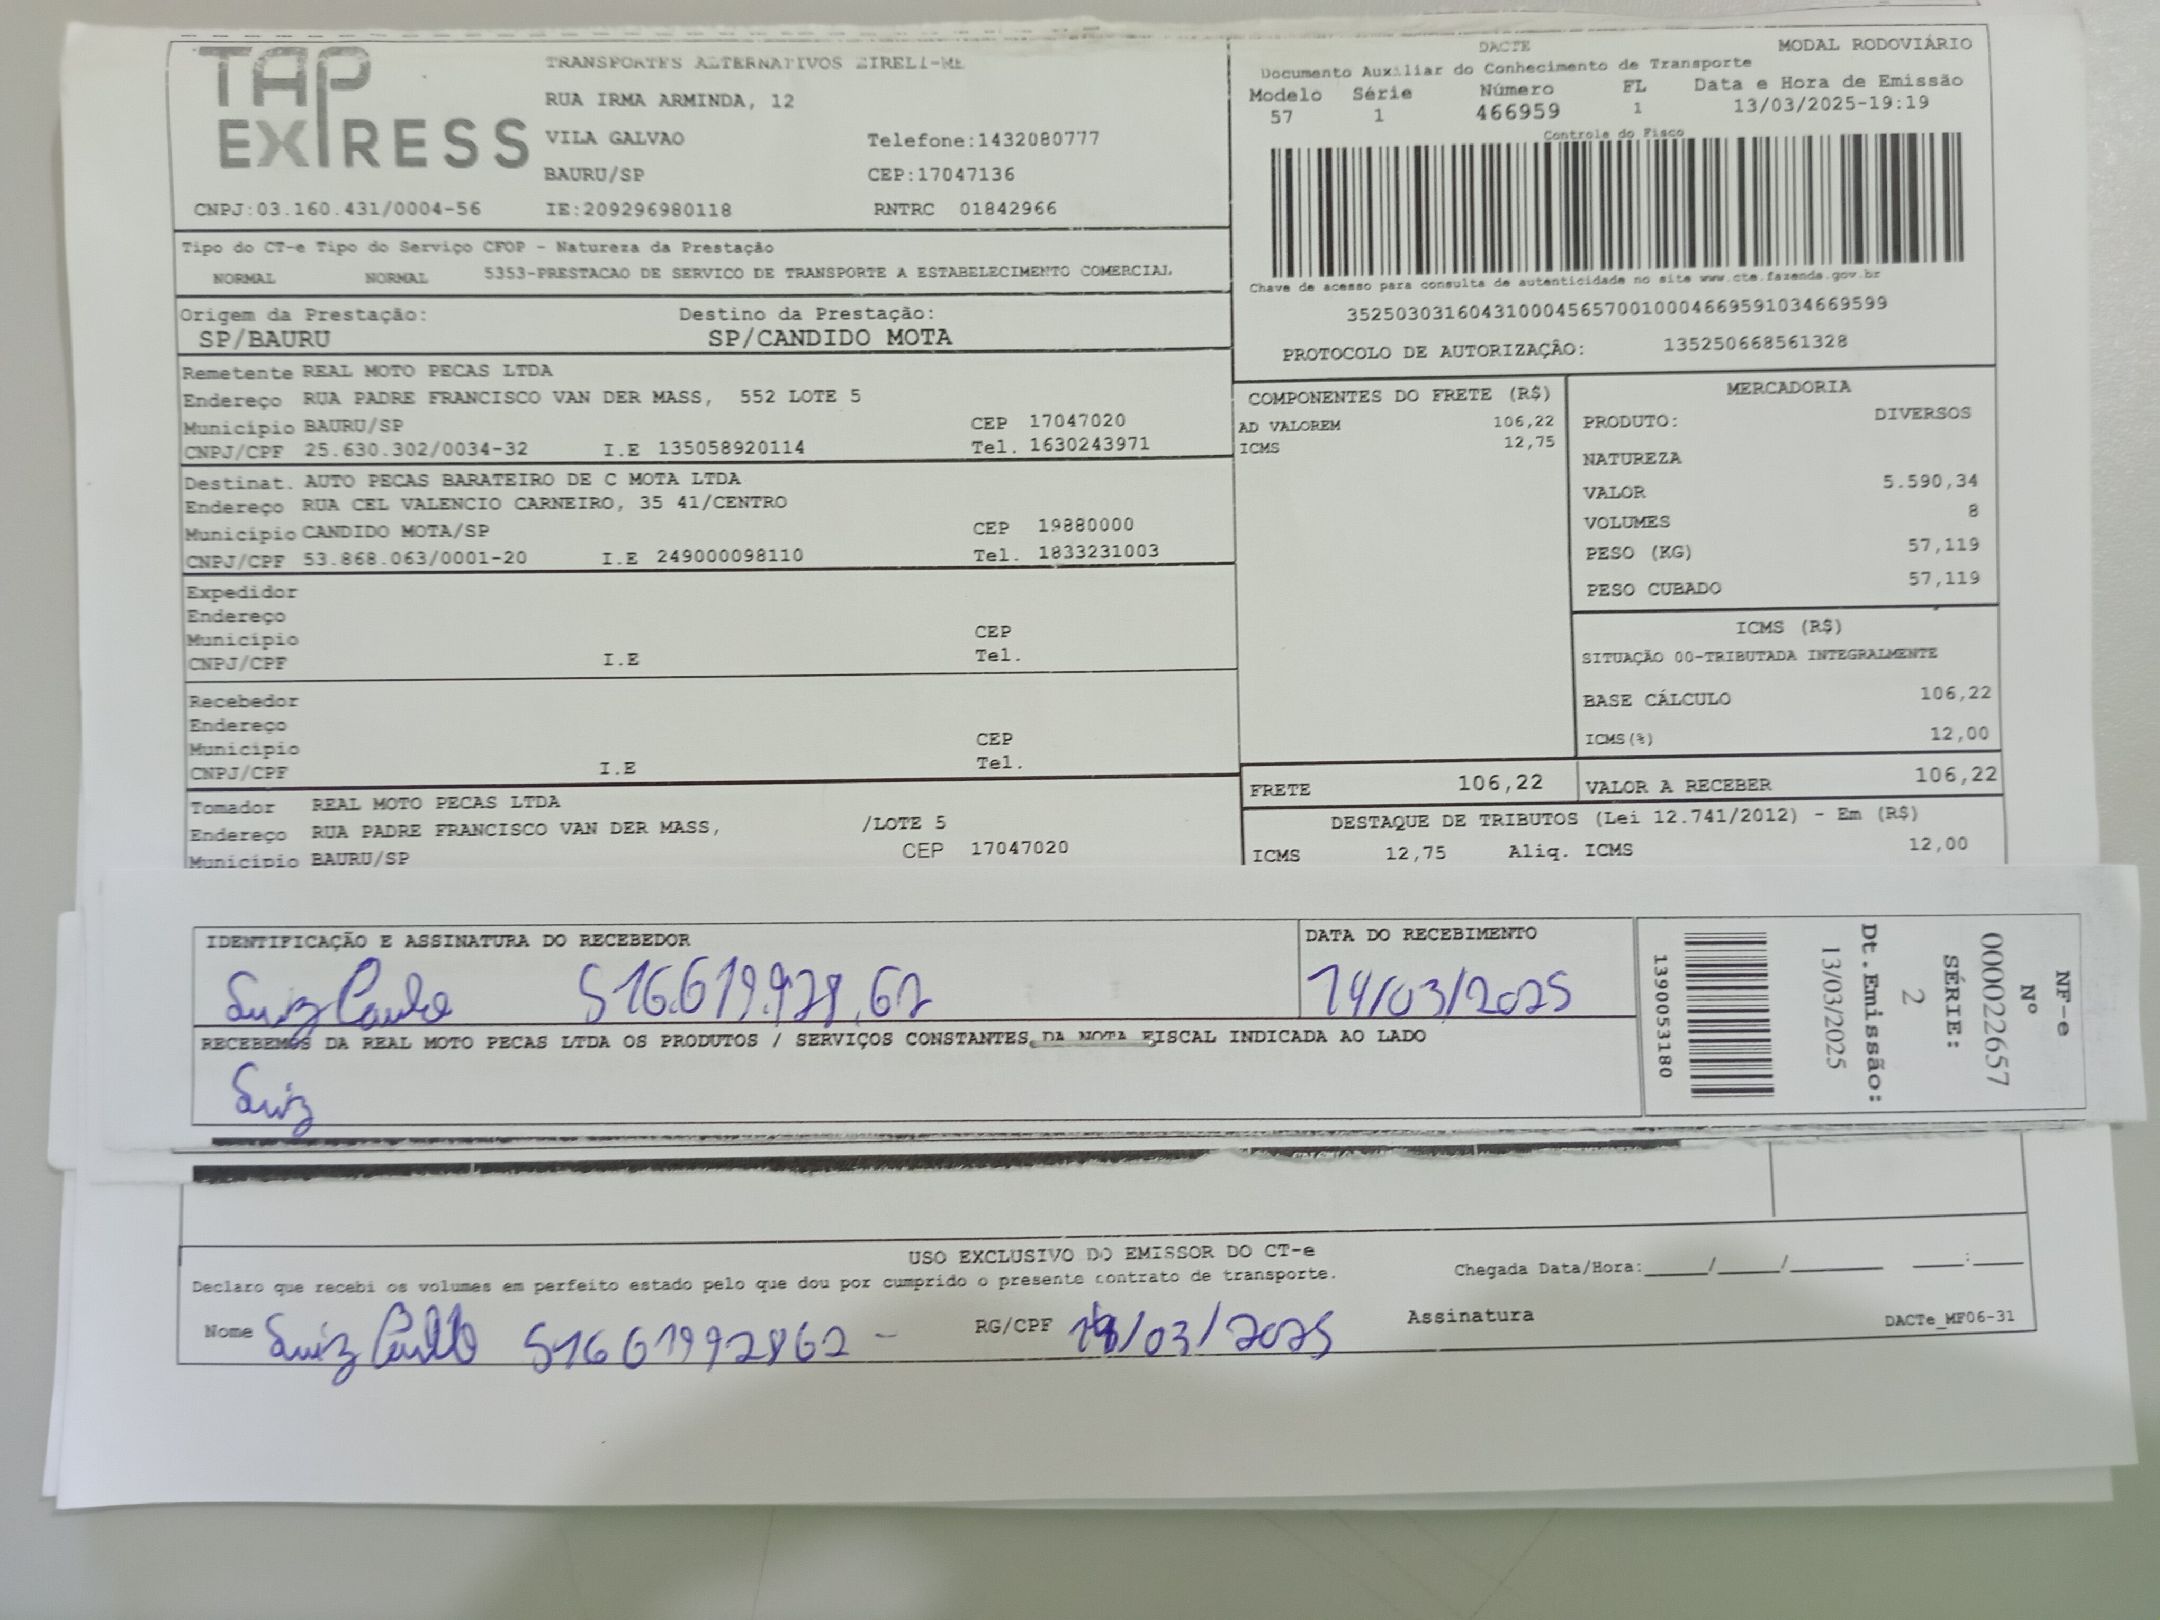 TAP EXPRESS
TRANSPORTES ALTERNATIVOS EIRELI-ME
RUA IRMA ARMINDA, 12
VILA GALVAO Telefone:1432080777
BAURU/SP CEP:17047136
CNPJ:03.160.431/0004-56 IE:209296980118 RNTRC 01842966
DACTE MODAL RODOVIÁRIO
Documento Auxiliar do Conhecimento de Transporte
Modelo Série Número FL Data e Hora de Emissão
57 1 466959 1 13/03/2025-19:19
Controle do Fisco
Chave de acesso para consulta de autenticidade no site www.cte.fazenda.gov.br
35250303160431000456570010004669591034669599
PROTOCOLO DE AUTORIZAÇÃO: 135250668561328
Tipo do CT-e Tipo do Serviço CFOP - Natureza da Prestação
NORMAL NORMAL 5353-PRESTACAO DE SERVICO DE TRANSPORTE A ESTABELECIMENTO COMERCIAL
Origem da Prestação: Destino da Prestação:
SP/BAURU SP/CANDIDO MOTA
Remetente REAL MOTO PECAS LTDA
Endereço RUA PADRE FRANCISCO VAN DER MASS, 552 LOTE 5
Município BAURU/SP CEP 17047020
CNPJ/CPF 25.630.302/0034-32 I.E 135058920114 Tel. 1630243971
Destinat. AUTO PECAS BARATEIRO DE C MOTA LTDA
Endereço RUA CEL VALENCIO CARNEIRO, 35 41/CENTRO
Município CANDIDO MOTA/SP CEP 19880000
CNPJ/CPF 53.868.063/0001-20 I.E 249000098110 Tel. 1833231003
Expedidor
Endereço
Município CEP
CNPJ/CPF I.E Tel.
Recebedor
Endereço
Município CEP
CNPJ/CPF I.E Tel.
Tomador REAL MOTO PECAS LTDA
Endereço RUA PADRE FRANCISCO VAN DER MASS, /LOTE 5
Município BAURU/SP CEP 17047020
COMPONENTES DO FRETE (R$)
AD VALOREM 106,22
ICMS 12,75
MERCADORIA
PRODUTO: DIVERSOS
NATUREZA
VALOR 5.590,34
VOLUMES 8
PESO (KG) 57,119
PESO CUBADO 57,119
ICMS (R$)
SITUAÇÃO 00-TRIBUTADA INTEGRALMENTE
BASE CÁLCULO 106,22
ICMS(%) 12,00
FRETE 106,22 VALOR A RECEBER 106,22
DESTAQUE DE TRIBUTOS (Lei 12.741/2012) - Em (R$)
ICMS 12,75 Aliq. ICMS 12,00
IDENTIFICAÇÃO E ASSINATURA DO RECEBEDOR DATA DO RECEBIMENTO
Luiz Paulo 516.619.928.62 14/03/2025
RECEBEMOS DA REAL MOTO PECAS LTDA OS PRODUTOS / SERVIÇOS CONSTANTES DA NOTA FISCAL INDICADA AO LADO
Luiz
NF-e
Nº
000022657
SÉRIE:
2
Dt.Emissão:
13/03/2025
1390053180
USO EXCLUSIVO DO EMISSOR DO CT-e
Declaro que recebi os volumes em perfeito estado pelo que dou por cumprido o presente contrato de transporte. Chegada Data/Hora:_____/_____/_______ ____:____
Nome Luiz Paulo 51661992862 - RG/CPF 14/03/2025 Assinatura DACTe_MF06-31